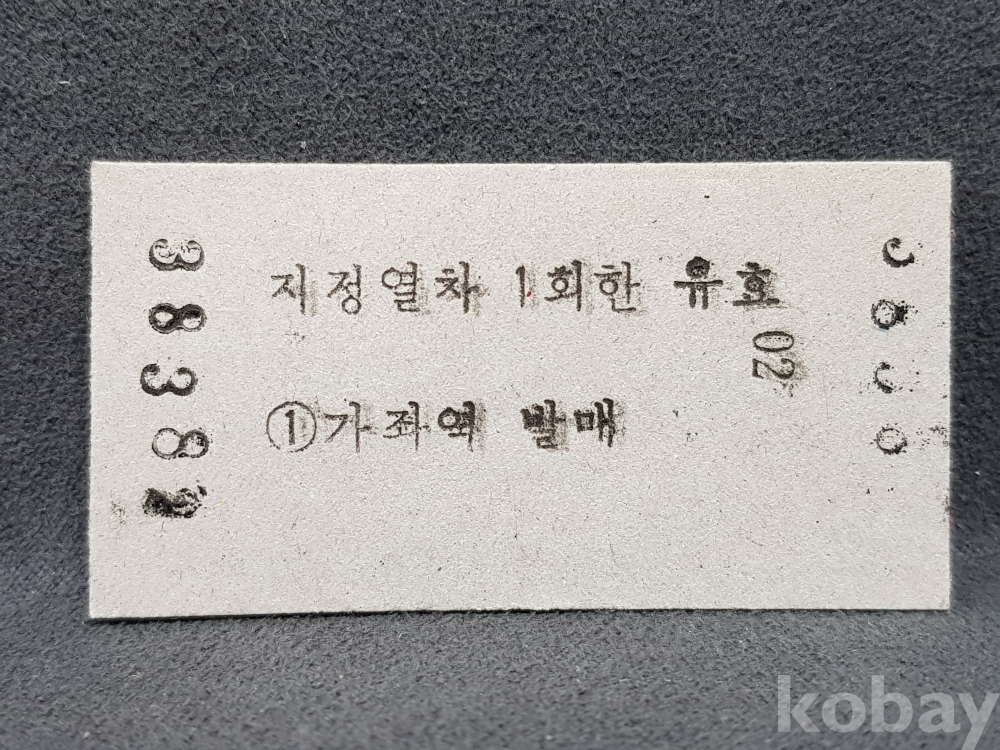 지정열차 1회한 유효
02
①가좌역 발매
3838
kobay